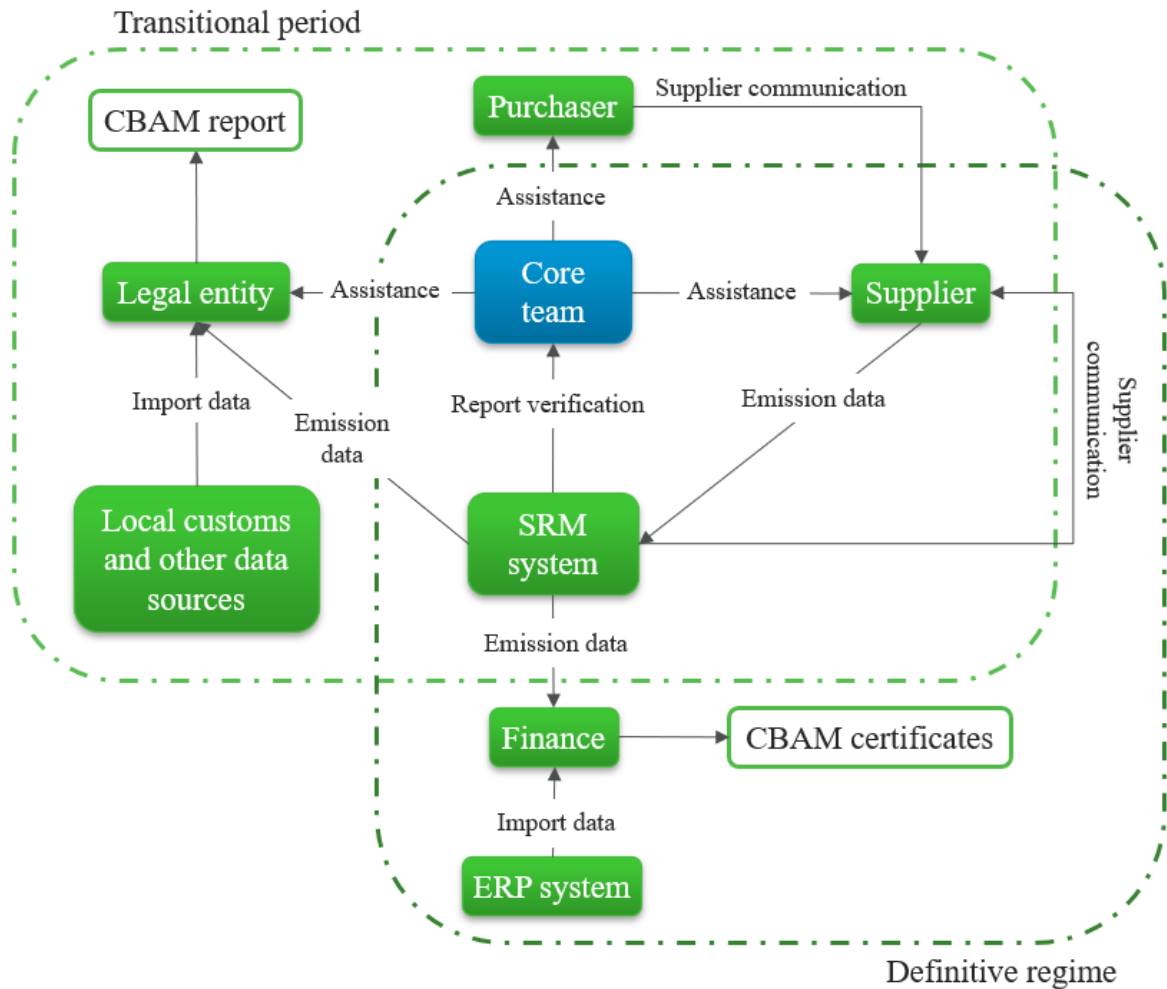 Transitional period
Purchaser
Supplier communication
CBAM report
Assistance
Core
team
Legal entity
Assistance
Assistance
Supplier
Import data
Emission
data
Report verification
Emission data
Supplier
communication
Local customs
and other data
sources
SRM
system
Emission data
Finance
CBAM certificates
Import data
ERP system
Definitive regime